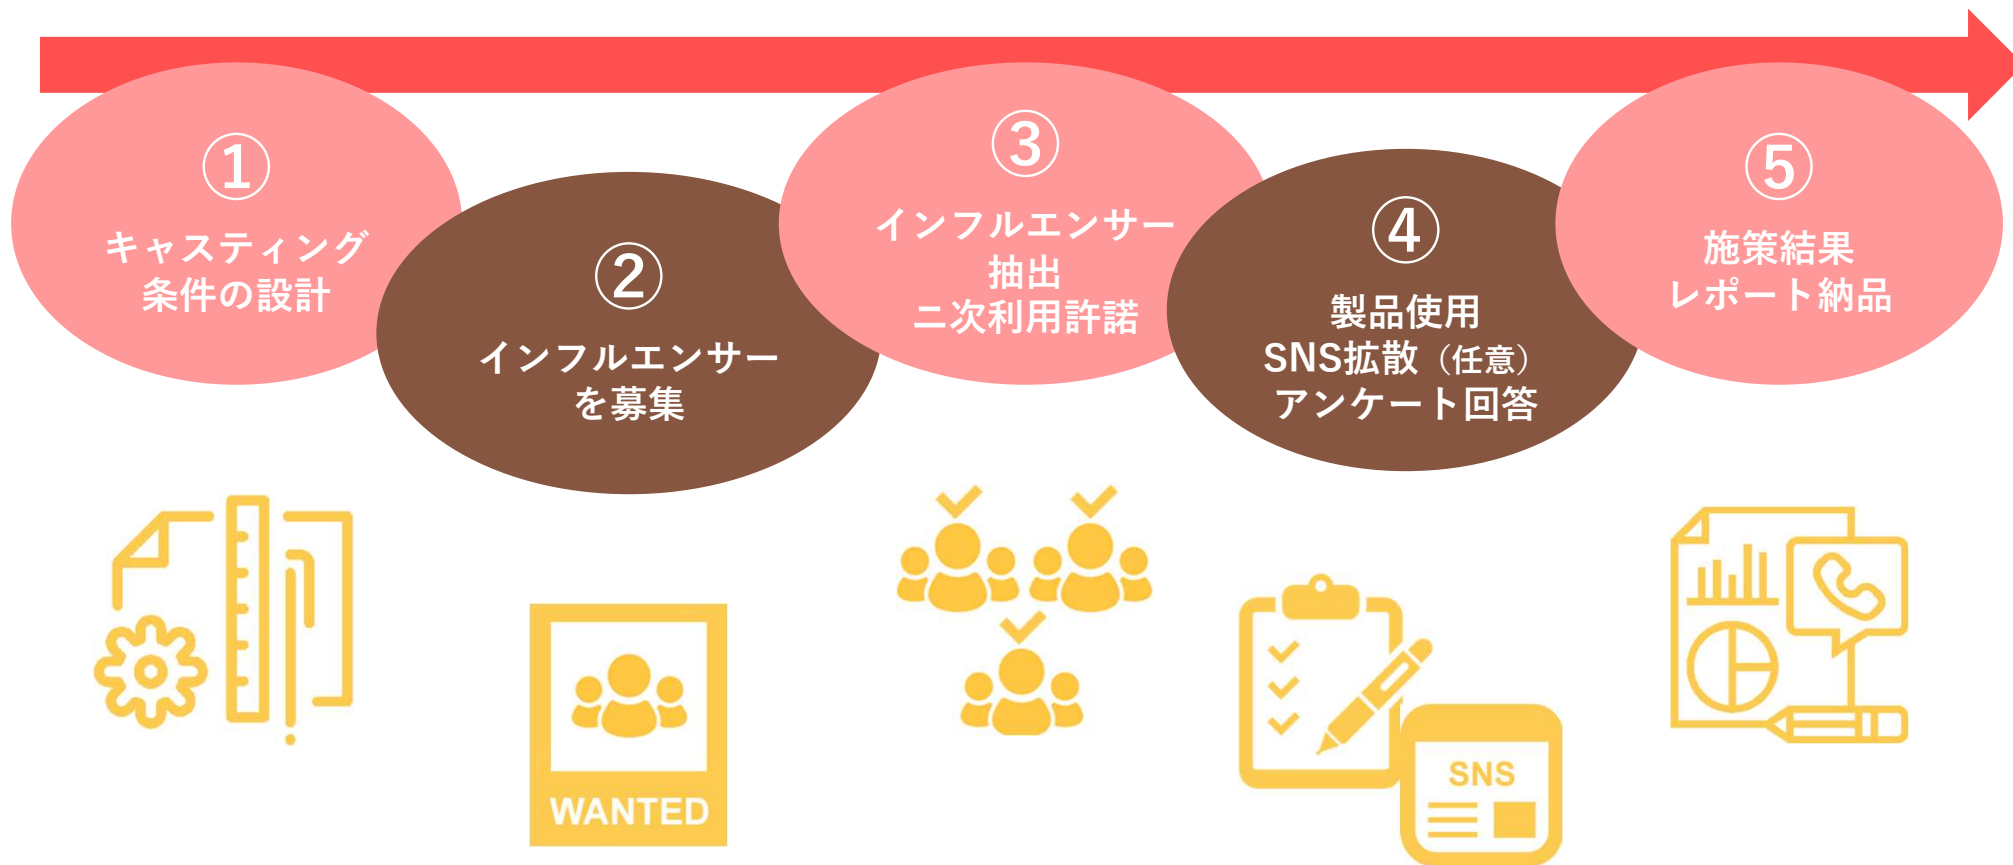 ①
キャスティング
条件の設計
②
インフルエンサー
を募集
③
インフルエンサー
抽出
二次利用許諾
④
製品使用
SNS拡散（任意）
アンケート回答
⑤
施策結果
レポート納品
WANTED
SNS